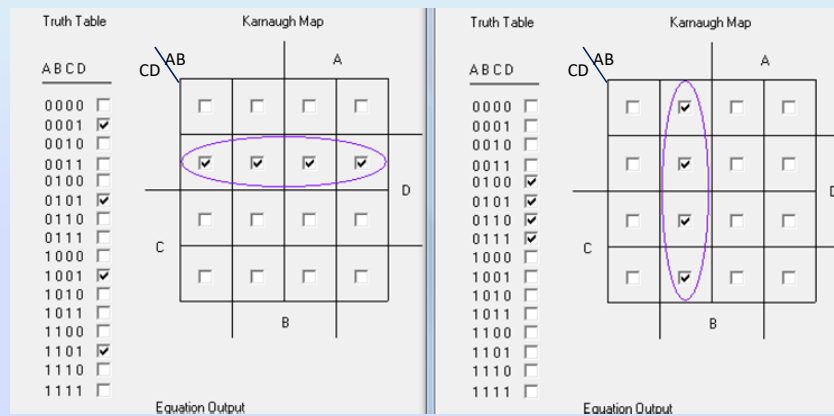 Truth Table
Karnaugh Map
AB
CD
A
ABCD
0000
0001
0010
0011
0100
0101
0110
0111
1000
1001
1010
1011
1100
1101
1110
1111
D
C
B
Equation Output
Truth Table
Karnaugh Map
AB
CD
A
ABCD
0000
0001
0010
0011
0100
0101
0110
0111
1000
1001
1010
1011
1100
1101
1110
1111
D
C
B
Equation Output